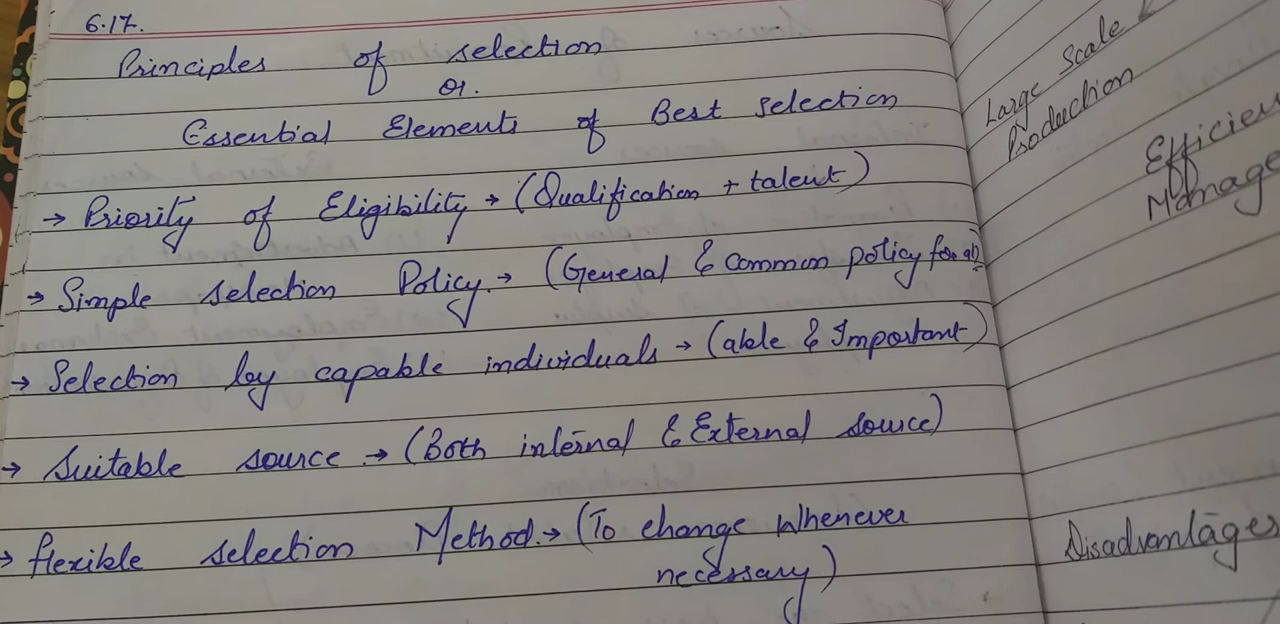 6.17.
Principles of selection
or.
Essential Elements of Best selection
→ Priority of Eligibility → (Qualification + talent)
→ Simple selection Policy. → (General & common policy for all)
→ Selection by capable individuals → (able & Important)
→ Suitable source → (Both internal & External source)
→ flexible selection Method. → (To change whenever
necessary)
Large Scale
Production
Efficien
Manage
Disadvantages